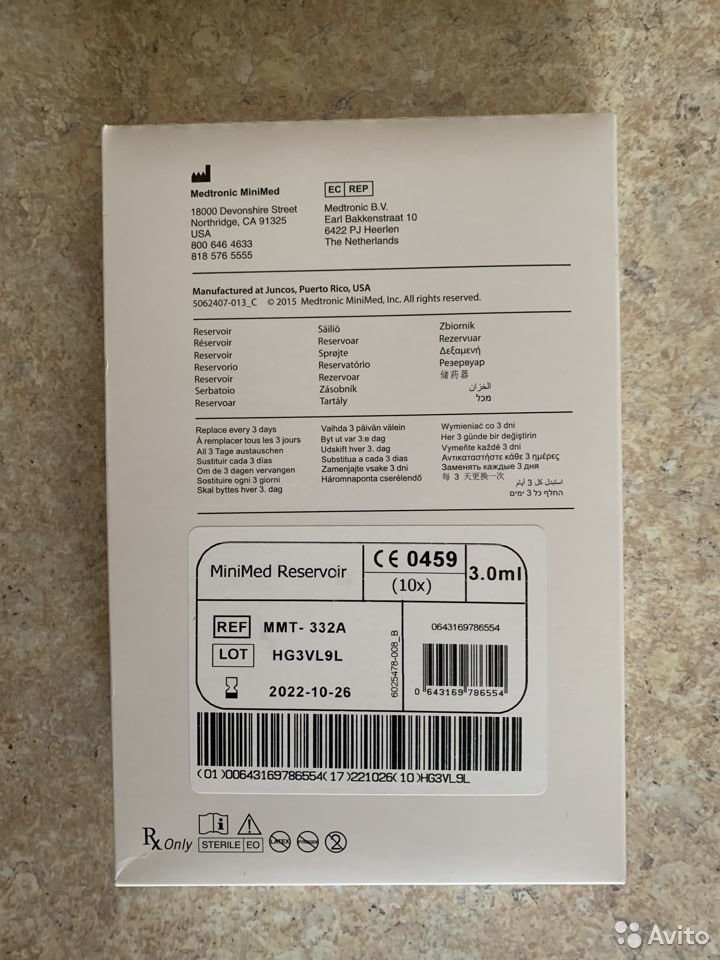 Medtronic MiniMed
18000 Devonshire Street
Northridge, CA 91325
USA
800 646 4633
818 576 5555
EC REP
Medtronic B.V.
Earl Bakkenstraat 10
6422 PJ Heerlen
The Netherlands
Manufactured at Juncos, Puerto Rico, USA
5062407-013_C © 2015 Medtronic MiniMed, Inc. All rights reserved.
Reservoir
Réservoir
Reservoir
Reservorio
Reservoir
Serbatoio
Reservoar
Säiliö
Reservoar
Sprøjte
Reservatório
Rezervoar
Zásobník
Tartály
Zbiornik
Rezervuar
Δεξαμενή
Резервуар
储药器
الخزان
מכל
Replace every 3 days
À remplacer tous les 3 jours
All 3 Tage austauschen
Sustituir cada 3 días
Om de 3 dagen vervangen
Sostituire ogni 3 giorni
Skal byttes hver 3. dag
Vaihda 3 päivän välein
Byt ut var 3:e dag
Udskift hver 3. dag
Substitua a cada 3 dias
Zamenjajte vsake 3 dni
Háromnaponta cserélendő
Wymieniać co 3 dni
Her 3 günde bir değiştirin
Vymeňte každé 3 dni
Αντικαταστήστε κάθε 3 ημέρες
Заменять каждые 3 дня
每 3 天更换一次
استبدل كل 3 أيام
החלף כל 3 ימים
MiniMed Reservoir
CE 0459
(10x)
3.0ml
REF MMT- 332A
LOT HG3VL9L
2022-10-26
6025478-008_B
0643169786554
0 643169 786554
(01)00643169786554(17)221026(10)HG3VL9L
Rx Only
STERILE EO
LATEX
2
Avito